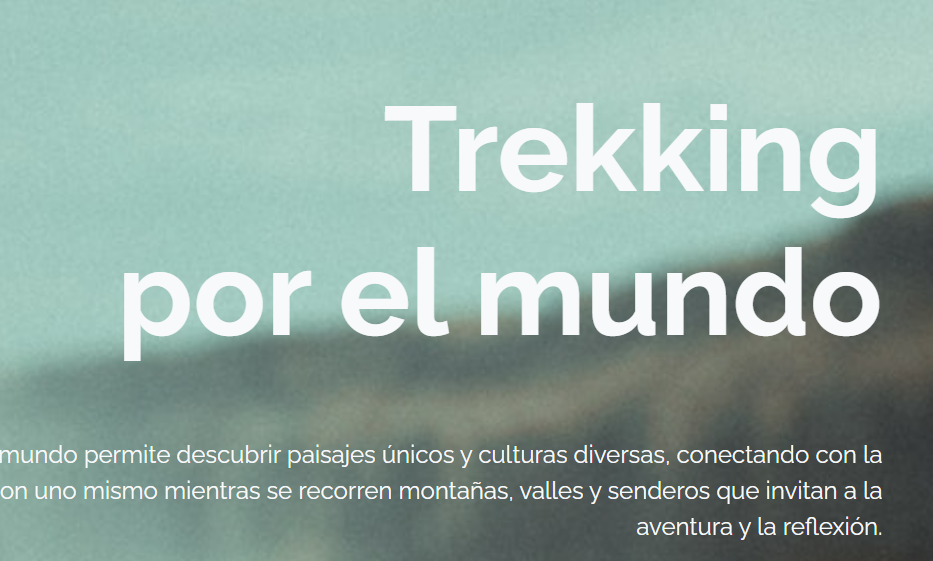 Trekking
por el mundo
mundo permite descubrir paisajes únicos y culturas diversas, conectando con la
on uno mismo mientras se recorren montañas, valles y senderos que invitan a la
aventura y la reflexión.